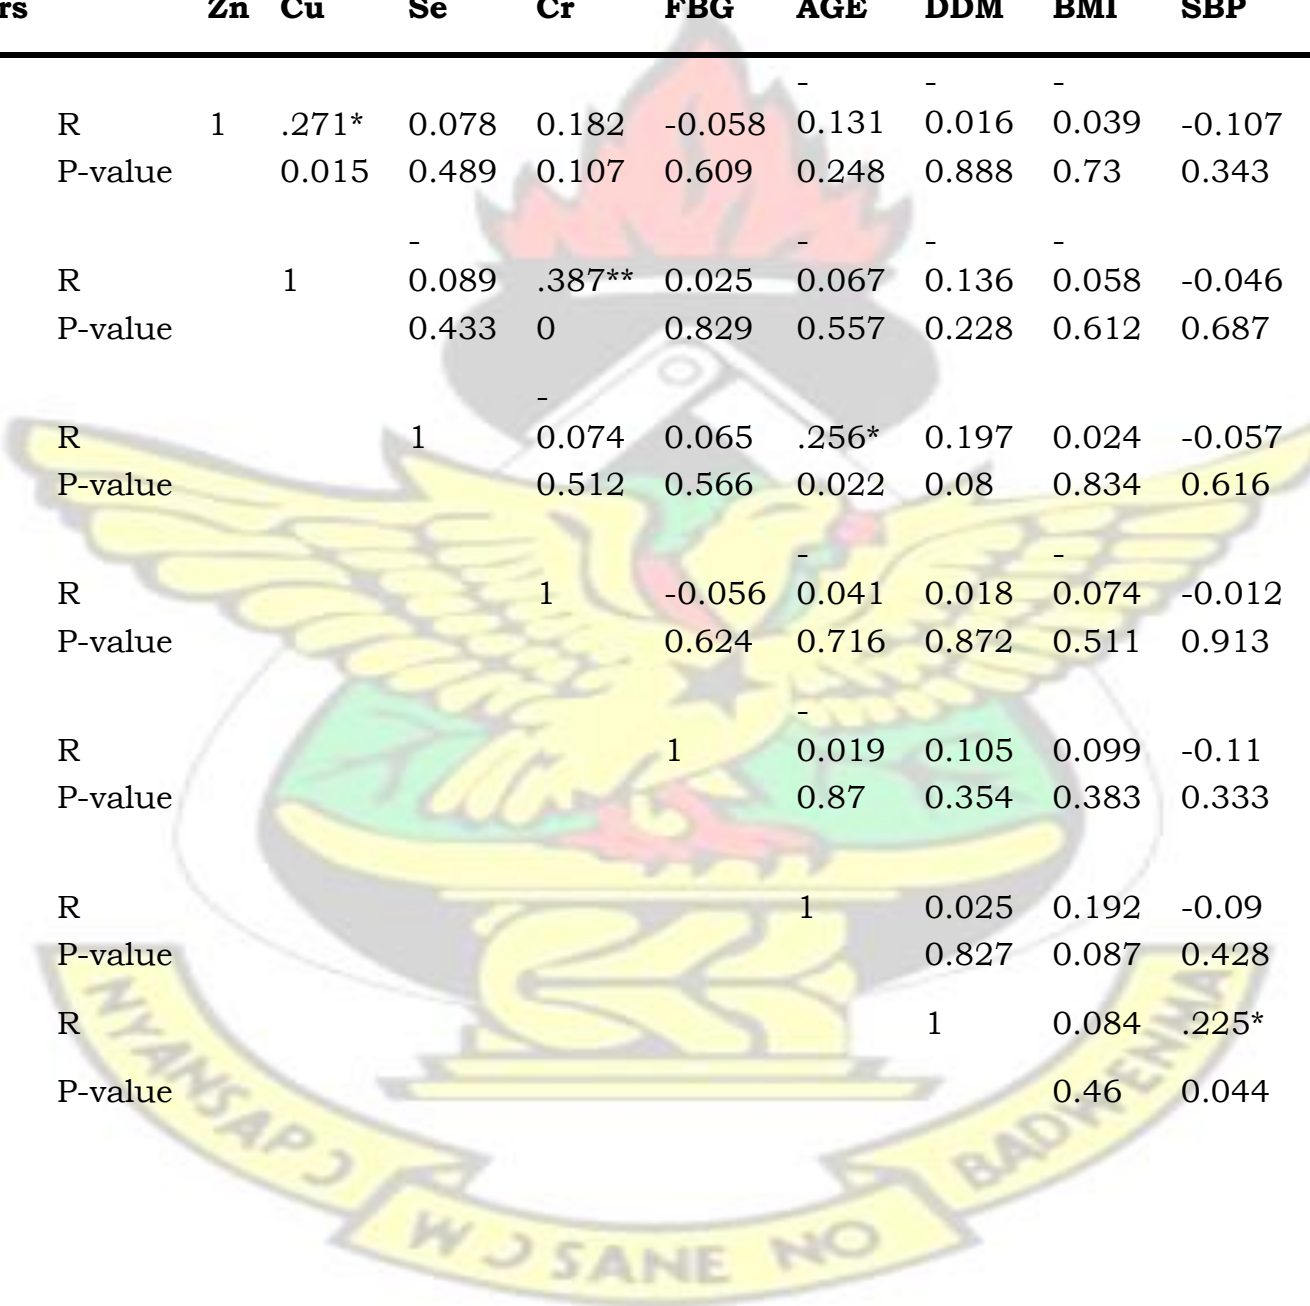 rs Zn Cu Se Cr FBG AGE DDM BMI SBP
- - -
R 1 .271* 0.078 0.182 -0.058 0.131 0.016 0.039 -0.107
P-value 0.015 0.489 0.107 0.609 0.248 0.888 0.73 0.343
- - - -
R 1 0.089 .387** 0.025 0.067 0.136 0.058 -0.046
P-value 0.433 0 0.829 0.557 0.228 0.612 0.687
-
R 1 0.074 0.065 .256* 0.197 0.024 -0.057
P-value 0.512 0.566 0.022 0.08 0.834 0.616
- -
R 1 -0.056 0.041 0.018 0.074 -0.012
P-value 0.624 0.716 0.872 0.511 0.913
-
R 1 0.019 0.105 0.099 -0.11
P-value 0.87 0.354 0.383 0.333
R 1 0.025 0.192 -0.09
P-value 0.827 0.087 0.428
R 1 0.084 .225*
P-value 0.46 0.044
NYANSAPƆ WƆSANE NO BADWENMA